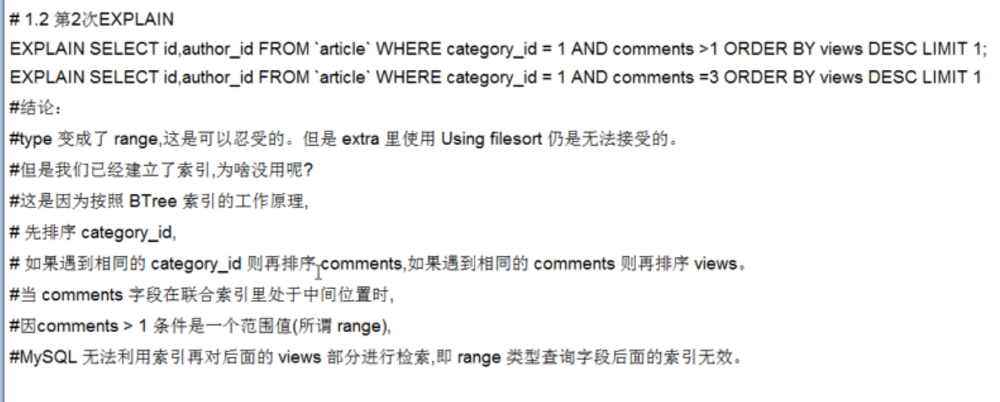 # 1.2 第2次EXPLAIN
EXPLAIN SELECT id,author_id FROM `article` WHERE category_id = 1 AND comments >1 ORDER BY views DESC LIMIT 1;
EXPLAIN SELECT id,author_id FROM `article` WHERE category_id = 1 AND comments =3 ORDER BY views DESC LIMIT 1
#结论：
#type 变成了 range,这是可以忍受的。但是 extra 里使用 Using filesort 仍是无法接受的。
#但是我们已经建立了索引,为啥没用呢?
#这是因为按照 BTree 索引的工作原理,
# 先排序 category_id,
# 如果遇到相同的 category_id 则再排序 comments,如果遇到相同的 comments 则再排序 views。
#当 comments 字段在联合索引里处于中间位置时,
#因comments > 1 条件是一个范围值(所谓 range),
#MySQL 无法利用索引再对后面的 views 部分进行检索,即 range 类型查询字段后面的索引无效。